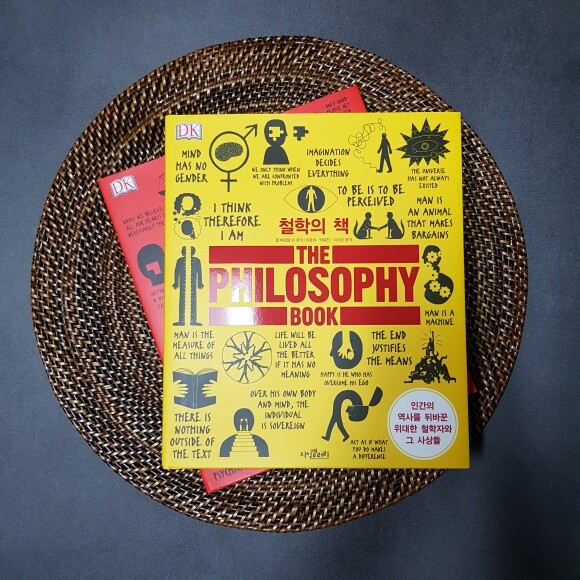 DK
MIND
HAS NO
GENDER
WE ONLY THINK WHEN
WE ARE CONFRONTED
WITH PROBLEMS
IMAGINATION
DECIDES
EVERYTHING
THE UNIVERSE
HAS NOT ALWAYS
EXISTED
I THINK
THEREFORE
I AM
TO BE IS TO BE
PERCEIVED
MAN IS
AN ANIMAL
THAT MAKES
BARGAINS
철학의 책
THE
PHILOSOPHY
BOOK
MAN IS A
MACHINE
MAN IS THE
MEASURE OF
ALL THINGS
LIFE WILL BE
LIVED ALL
THE BETTER
IF IT HAS NO
MEANING
THE END
JUSTIFIES
THE MEANS
HAPPY IS HE WHO HAS
OVERCOME HIS EGO
THERE IS
NOTHING
OUTSIDE OF
THE TEXT
OVER HIS OWN BODY
AND MIND, THE
INDIVIDUAL
IS SOVEREIGN
ACT AS IF WHAT
YOU DO MAKES
A DIFFERENCE
인간의
역사를 뒤바꾼
위대한 철학자와
그 사상들
지식갤러리
DK